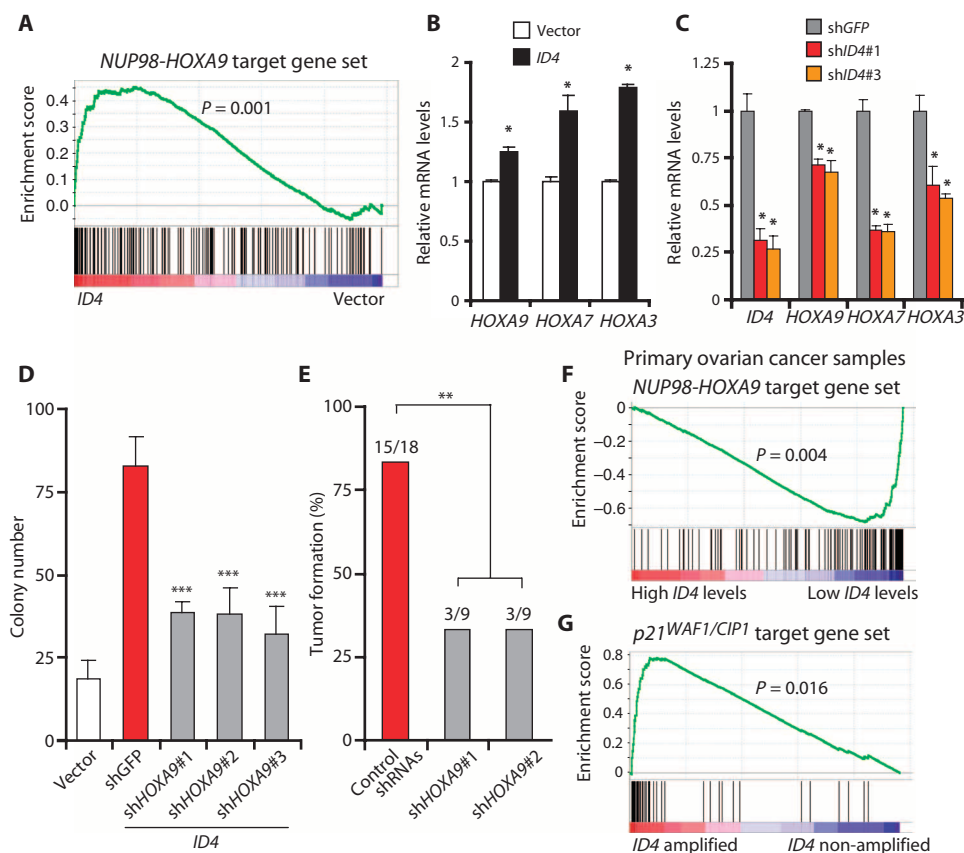 A
NUP98-HOXA9 target gene set
Enrichment score
0.4
0.3
0.2
0.1
0.0
P = 0.001
ID4
Vector
B
Vector
ID4
Relative mRNA levels
2
1.5
1
0.5
0
*
*
*
HOXA9
HOXA7
HOXA3
C
shGFP
shID4#1
shID4#3
Relative mRNA levels
1.25
1
0.75
0.5
0.25
0
* *
* *
* *
* *
ID4
HOXA9
HOXA7
HOXA3
D
Colony number
100
75
50
25
0
***
***
***
Vector
shGFP
shHOXA9#1
shHOXA9#2
shHOXA9#3
ID4
E
Tumor formation (%)
100
75
50
25
0
**
15/18
3/9
3/9
Control shRNAs
shHOXA9#1
shHOXA9#2
Primary ovarian cancer samples
F
NUP98-HOXA9 target gene set
Enrichment score
0
−0.2
−0.4
−0.6
P = 0.004
High ID4 levels
Low ID4 levels
G
p21WAF1/CIP1 target gene set
Enrichment score
0.8
0.6
0.4
0.2
0
P = 0.016
ID4 amplified
ID4 non-amplified